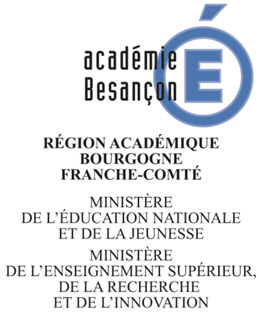 académie
Besançon
É
RÉGION ACADÉMIQUE
BOURGOGNE
FRANCHE-COMTÉ
MINISTÈRE
DE L'ÉDUCATION NATIONALE
ET DE LA JEUNESSE
MINISTÈRE
DE L'ENSEIGNEMENT SUPÉRIEUR,
DE LA RECHERCHE
ET DE L'INNOVATION